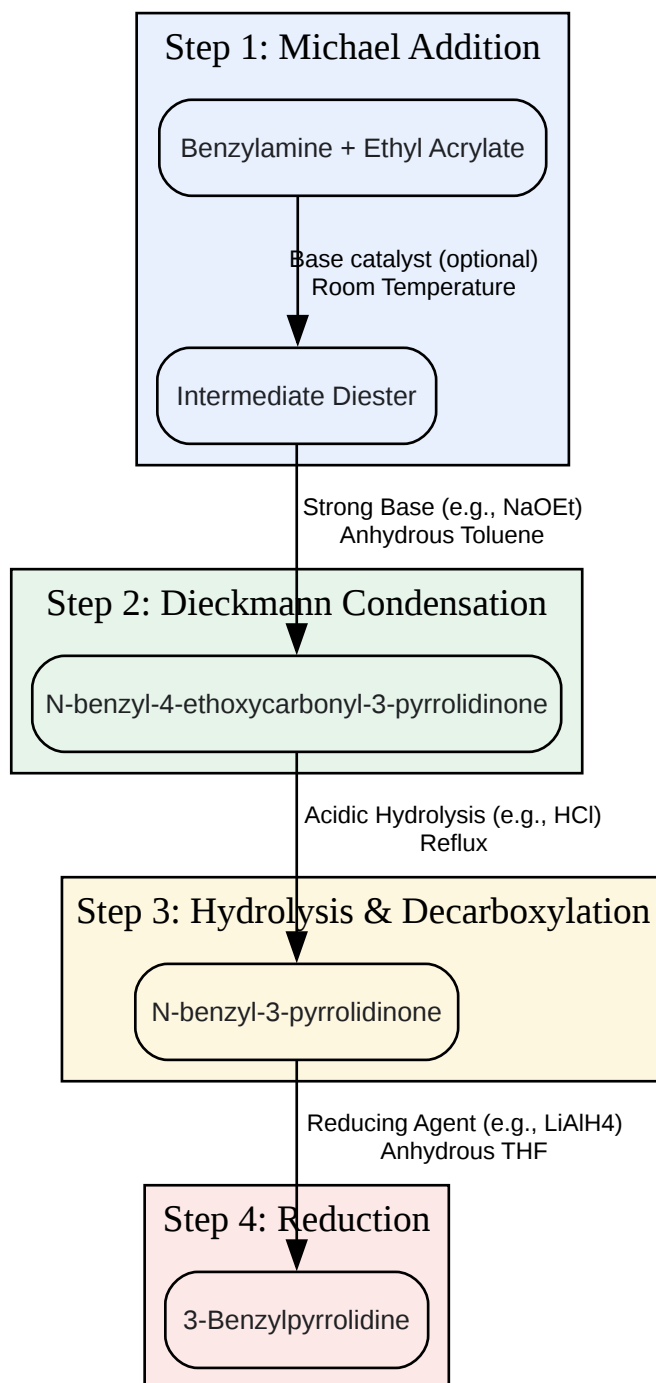 Step 1: Michael Addition
Benzylamine + Ethyl Acrylate
Base catalyst (optional)
Room Temperature
Intermediate Diester
Strong Base (e.g., NaOEt)
Anhydrous Toluene
Step 2: Dieckmann Condensation
N-benzyl-4-ethoxycarbonyl-3-pyrrolidinone
Acidic Hydrolysis (e.g., HCl)
Reflux
Step 3: Hydrolysis & Decarboxylation
N-benzyl-3-pyrrolidinone
Reducing Agent (e.g., LiAlH4)
Anhydrous THF
Step 4: Reduction
3-Benzylpyrrolidine